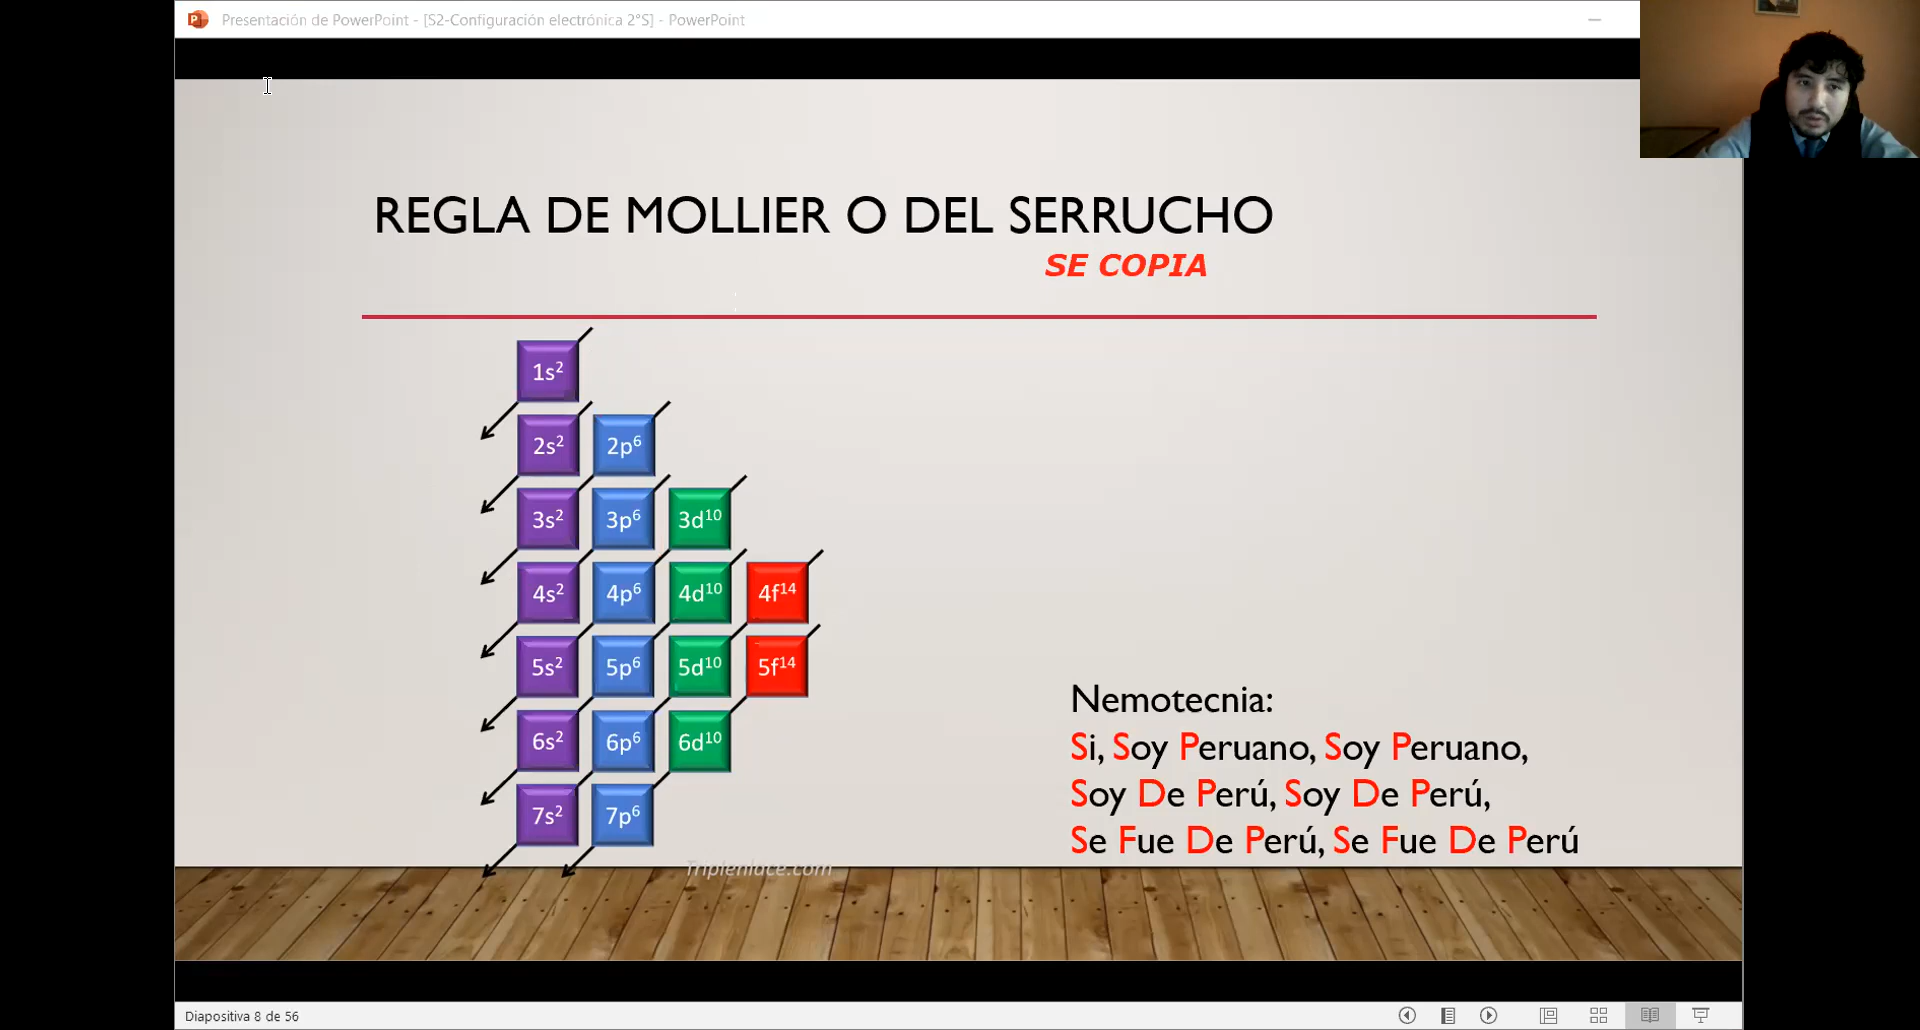 Presentación de PowerPoint - [S2-Configuración electrónica 2°S] - PowerPoint
REGLA DE MOLLIER O DEL SERRUCHO
SE COPIA
1s²
2s² 2p⁶
3s² 3p⁶ 3d¹⁰
4s² 4p⁶ 4d¹⁰ 4f¹⁴
5s² 5p⁶ 5d¹⁰ 5f¹⁴
6s² 6p⁶ 6d¹⁰
7s² 7p⁶
Triplenlace.com
Nemotecnia:
Si, Soy Peruano, Soy Peruano,
Soy De Perú, Soy De Perú,
Se Fue De Perú, Se Fue De Perú
Diapositiva 8 de 56